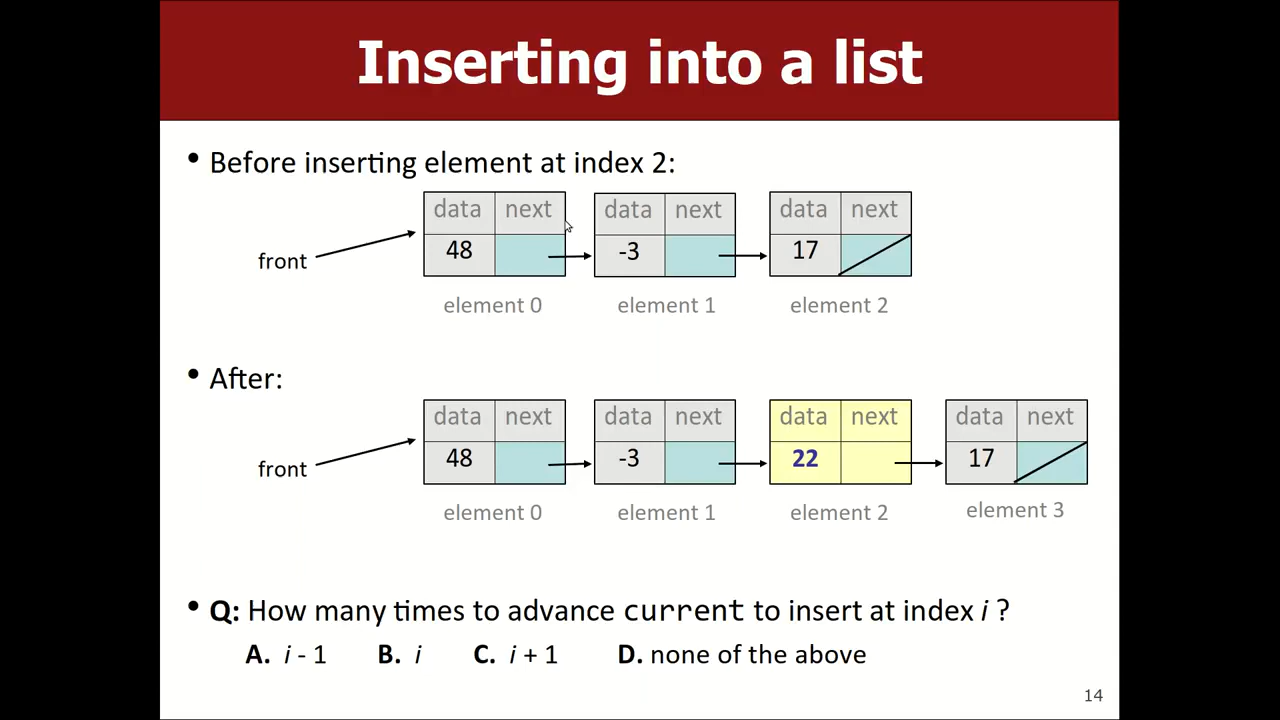 Inserting into a list
• Before inserting element at index 2:
data next data next data next
48 -3 17
front
element 0 element 1 element 2
• After:
data next data next data next data next
48 -3 22 17
front
element 0 element 1 element 2 element 3
• Q: How many times to advance current to insert at index i ?
A. i - 1 B. i C. i + 1 D. none of the above
14